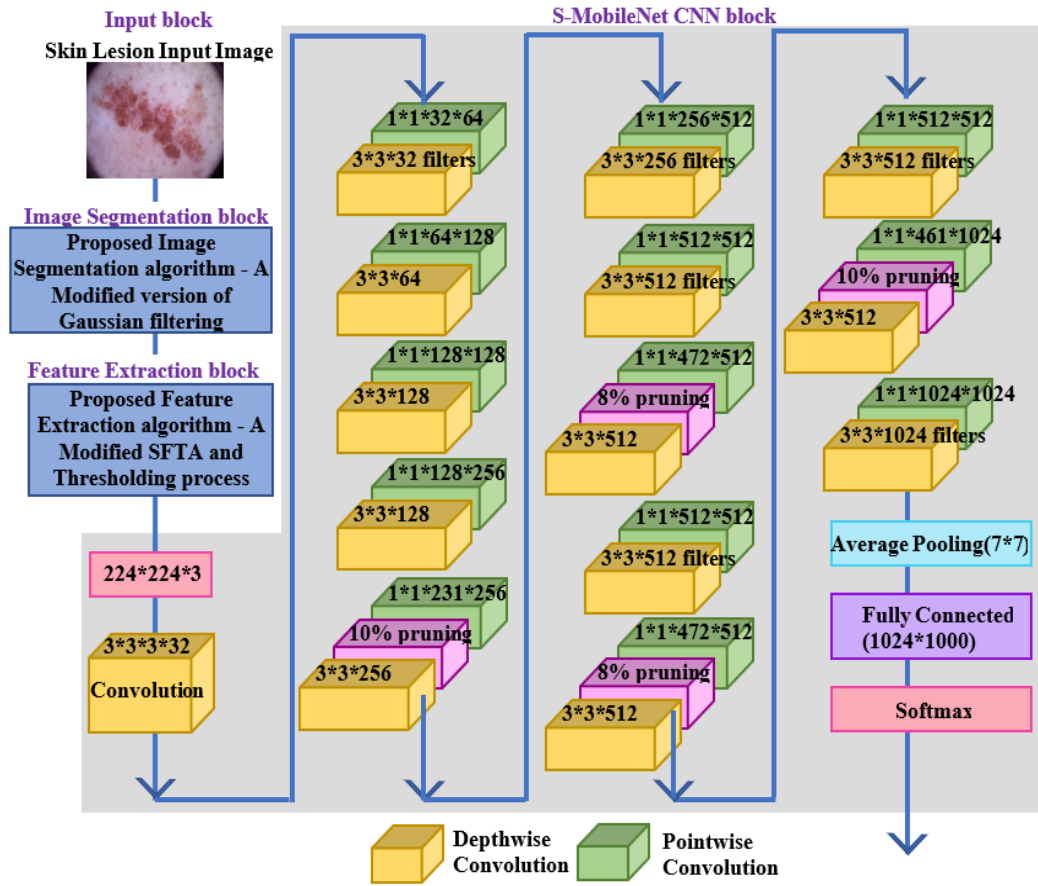 Input block
Skin Lesion Input Image
Image Segmentation block
Proposed Image
Segmentation algorithm - A
Modified version of
Gaussian filtering
Feature Extraction block
Proposed Feature
Extraction algorithm - A
Modified SFTA and
Thresholding process
224*224*3
3*3*3*32
Convolution
S-MobileNet CNN block
1*1*32*64
3*3*32 filters
1*1*64*128
3*3*64
1*1*128*128
3*3*128
1*1*128*256
3*3*128
1*1*231*256
10% pruning
3*3*256
1*1*256*512
3*3*256 filters
1*1*512*512
3*3*512 filters
1*1*472*512
8% pruning
3*3*512
1*1*512*512
3*3*512 filters
1*1*472*512
8% pruning
3*3*512
1*1*512*512
3*3*512 filters
1*1*461*1024
10% pruning
3*3*512
1*1*1024*1024
3*3*1024 filters
Average Pooling(7*7)
Fully Connected
(1024*1000)
Softmax
Depthwise
Convolution
Pointwise
Convolution